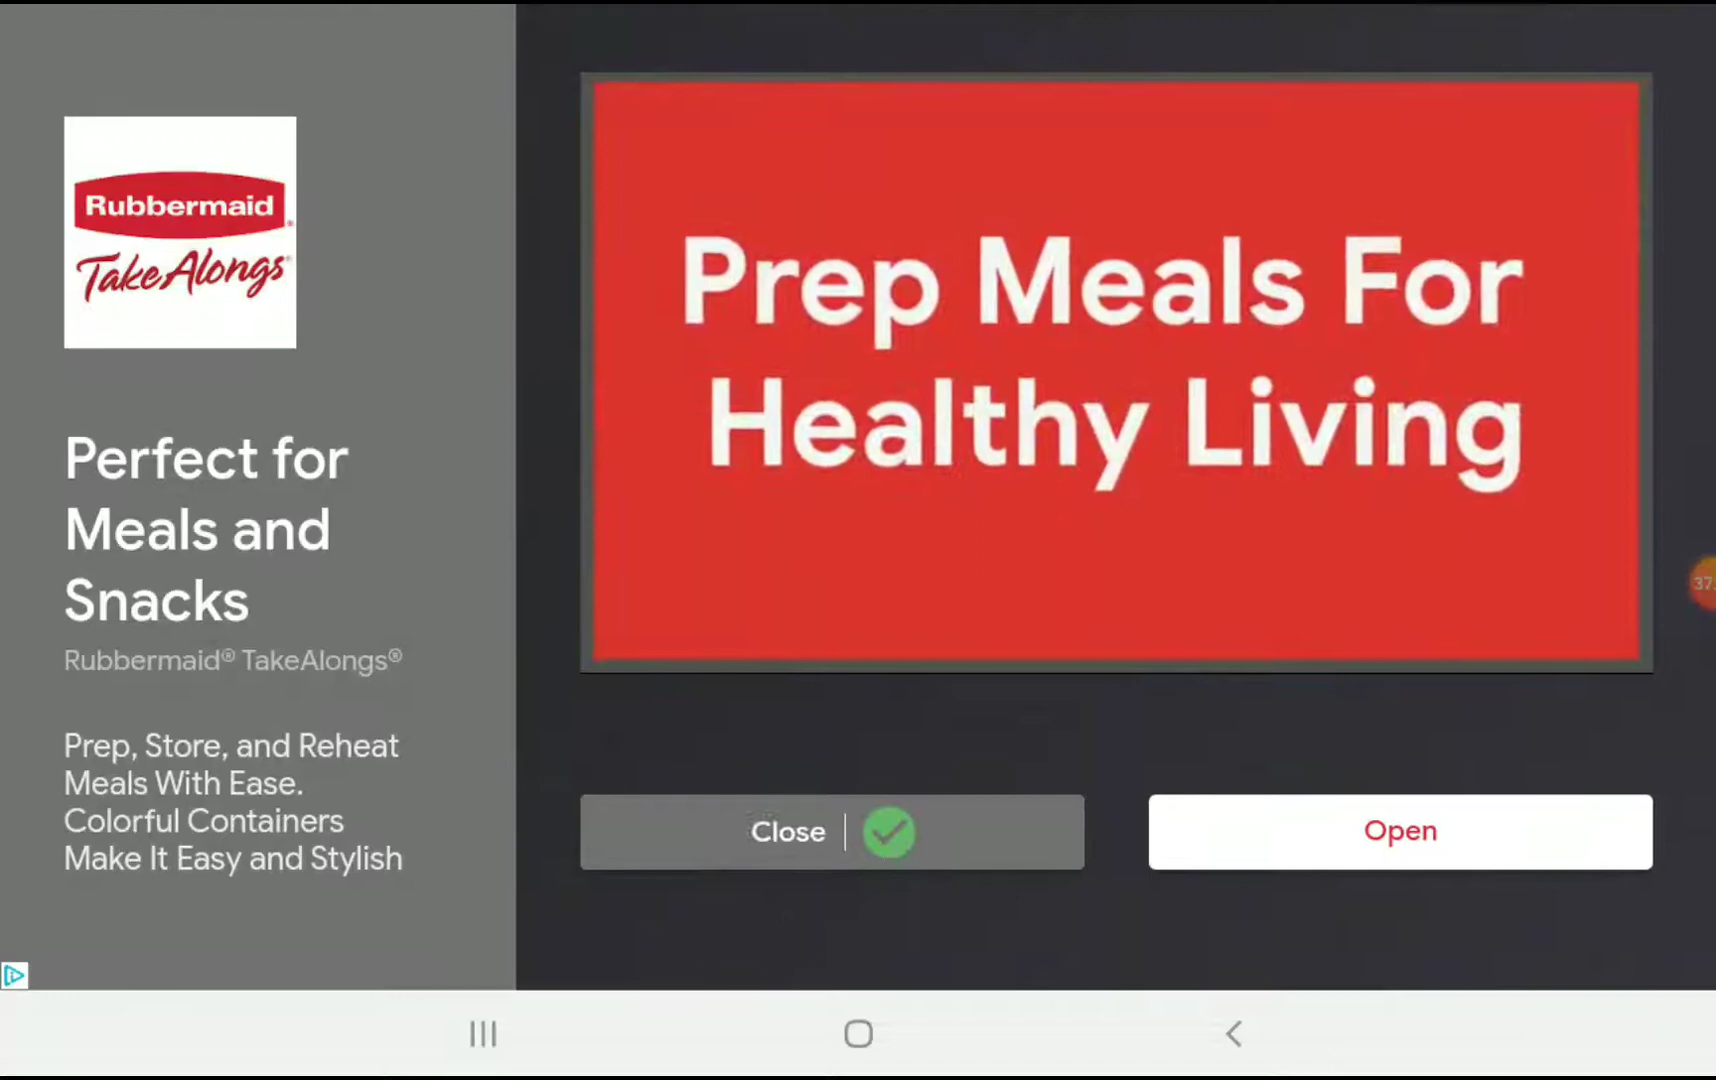 Rubbermaid®
TakeAlongs®
Perfect for
Meals and
Snacks
Rubbermaid® TakeAlongs®
Prep, Store, and Reheat
Meals With Ease.
Colorful Containers
Make It Easy and Stylish
Prep Meals For
Healthy Living
Close
Open